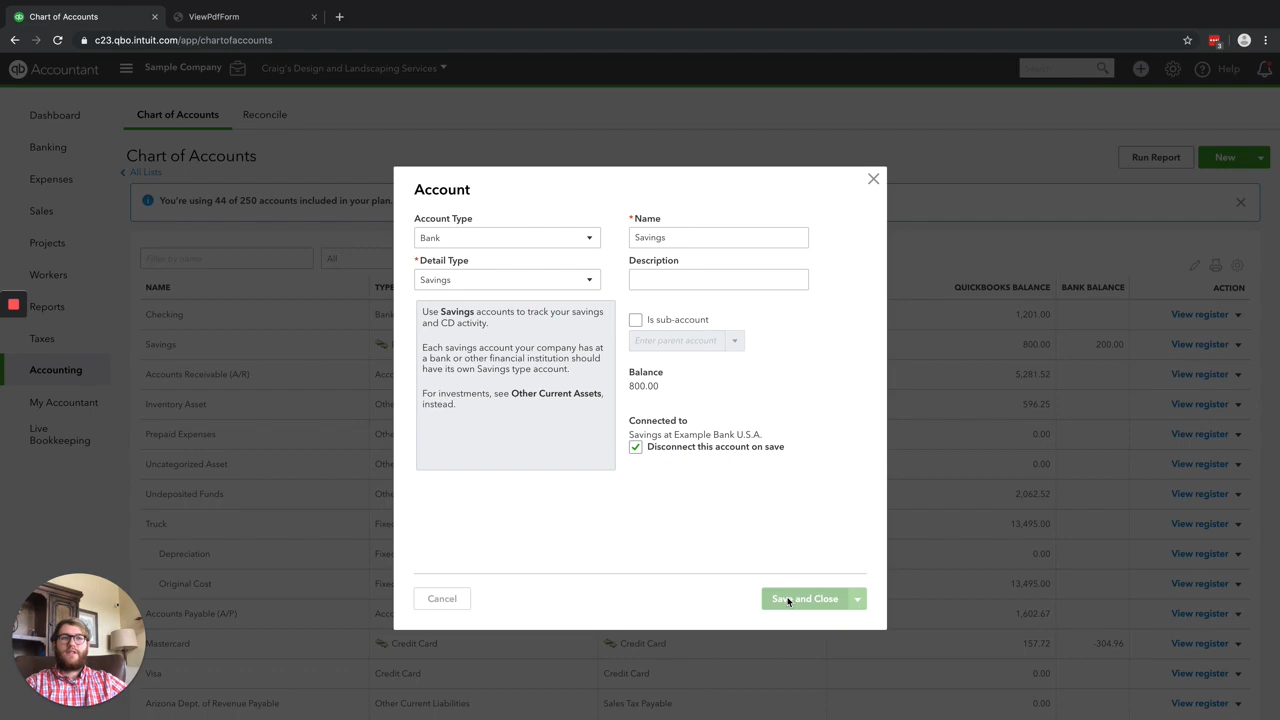 Chart of Accounts
ViewPdfForm
c23.qbo.intuit.com/app/chartofaccounts
3
qb Accountant
Sample Company
Craig's Design and Landscaping Services
Search
Help
Dashboard
Banking
Expenses
Sales
Projects
Workers
Reports
Taxes
Accounting
My Accountant
Live
Bookkeeping
Chart of Accounts
Reconcile
Chart of Accounts
All Lists
Run Report
New
You're using 44 of 250 accounts included in your plan.
Filter by name
All
NAME
QUICKBOOKS BALANCE
BANK BALANCE
ACTION
Checking
1,201.00
View register
Savings
800.00
200.00
View register
Accounts Receivable (A/R)
5,281.52
View register
Inventory Asset
596.25
View register
Prepaid Expenses
0.00
View register
Uncategorized Asset
0.00
View register
Undeposited Funds
2,062.52
View register
Truck
13,495.00
View register
Depreciation
0.00
View register
Original Cost
13,495.00
View register
Accounts Payable (A/P)
1,602.67
View register
Mastercard
Credit Card
Credit Card
157.72
-304.96
View register
Visa
Credit Card
Credit Card
0.00
View register
Arizona Dept. of Revenue Payable
Other Current Liabilities
Sales Tax Payable
0.00
View register
Account
Account Type
Bank
*Name
Savings
*Detail Type
Savings
Description
Use Savings accounts to track your savings
and CD activity.
Each savings account your company has at
a bank or other financial institution should
have its own Savings type account.
For investments, see Other Current Assets,
instead.
Is sub-account
Enter parent account
Balance
800.00
Connected to
Savings at Example Bank U.S.A.
Disconnect this account on save
Cancel
Save and Close